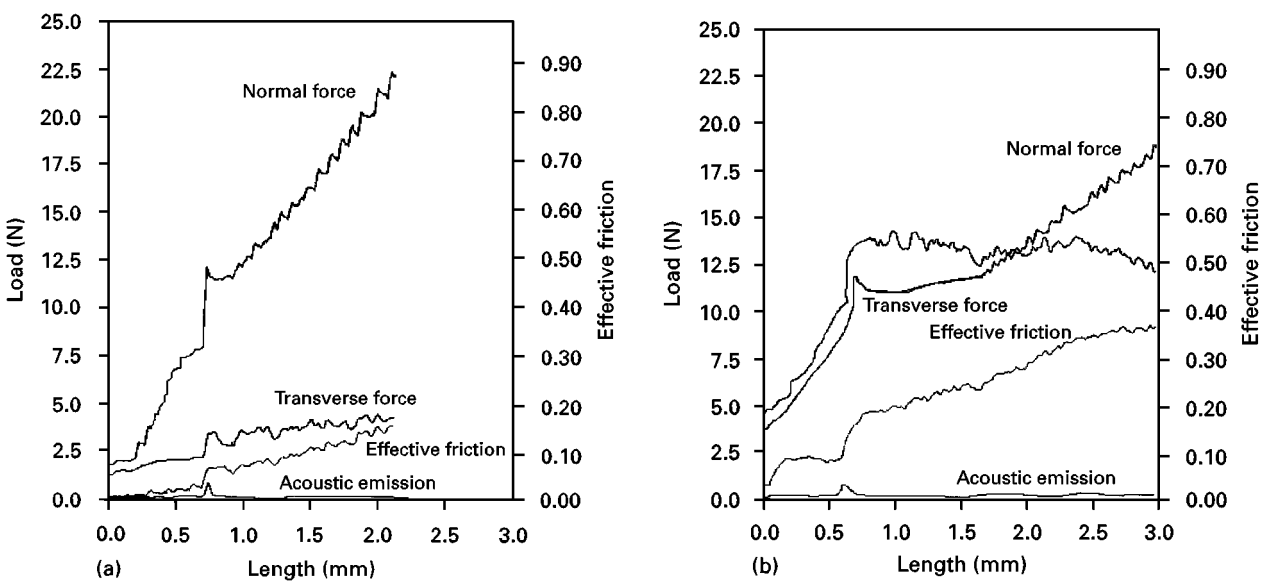 25.0
22.5
20.0
17.5
15.0
12.5
10.0
7.5
5.0
2.5
0.0
Load (N)
Normal force
Transverse force
Effective friction
Acoustic emission
0.90
0.80
0.70
0.60
0.50
0.40
0.30
0.20
0.10
0.00
Effective friction
0.0 0.5 1.0 1.5 2.0 2.5 3.0
(a) Length (mm)
25.0
22.5
20.0
17.5
15.0
12.5
10.0
7.5
5.0
2.5
0.0
Load (N)
Normal force
Transverse force
Effective friction
Acoustic emission
0.90
0.80
0.70
0.60
0.50
0.40
0.30
0.20
0.10
0.00
Effective friction
0.0 0.5 1.0 1.5 2.0 2.5 3.0
(b) Length (mm)